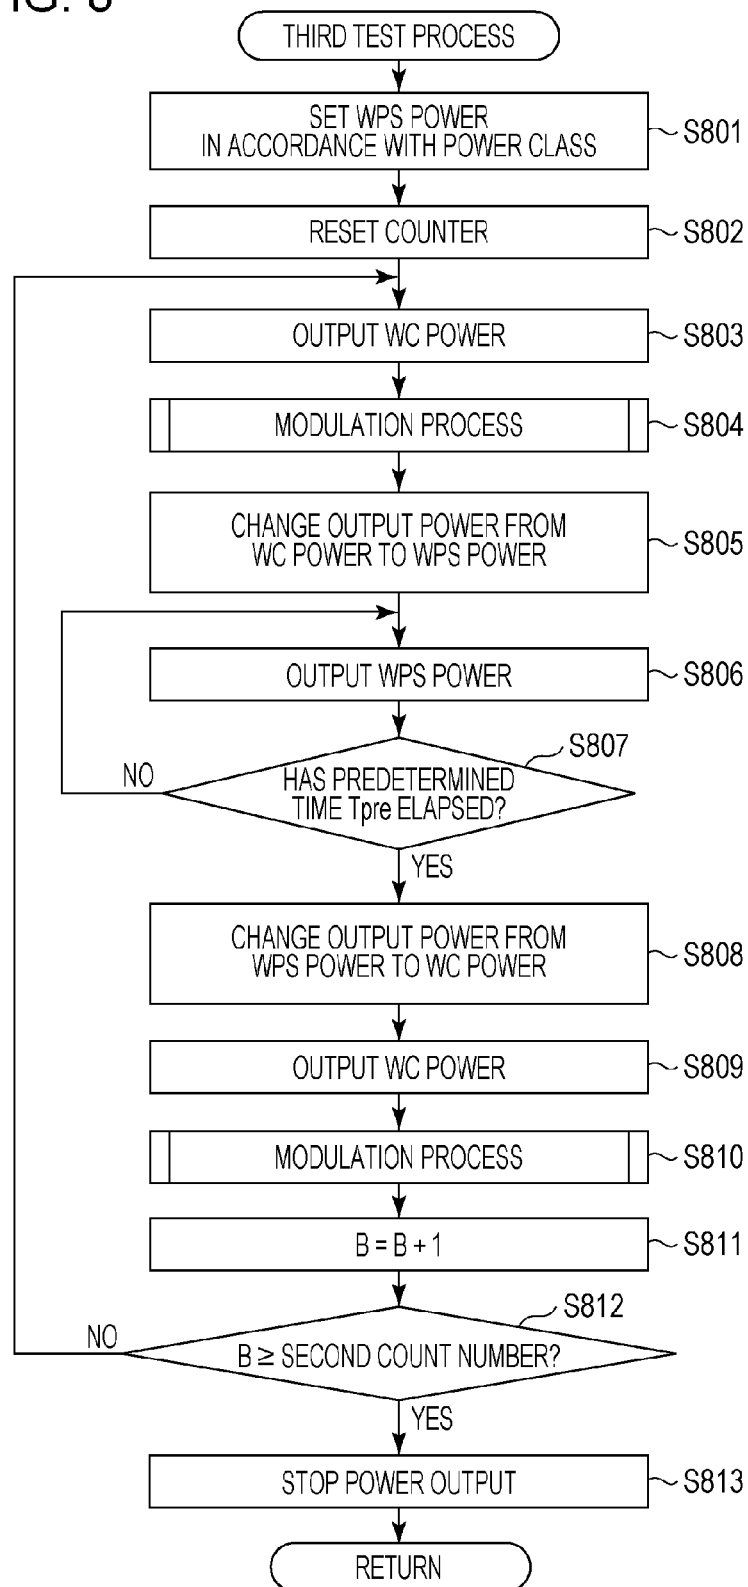 THIRD TEST PROCESS
SET WPS POWER
IN ACCORDANCE WITH POWER CLASS
S801
RESET COUNTER
S802
OUTPUT WC POWER
S803
MODULATION PROCESS
S804
CHANGE OUTPUT POWER FROM
WC POWER TO WPS POWER
S805
OUTPUT WPS POWER
S806
S807
NO
HAS PREDETERMINED
TIME Tpre ELAPSED?
YES
CHANGE OUTPUT POWER FROM
WPS POWER TO WC POWER
S808
OUTPUT WC POWER
S809
MODULATION PROCESS
S810
B = B + 1
S811
S812
NO
B ≥ SECOND COUNT NUMBER?
YES
STOP POWER OUTPUT
S813
RETURN